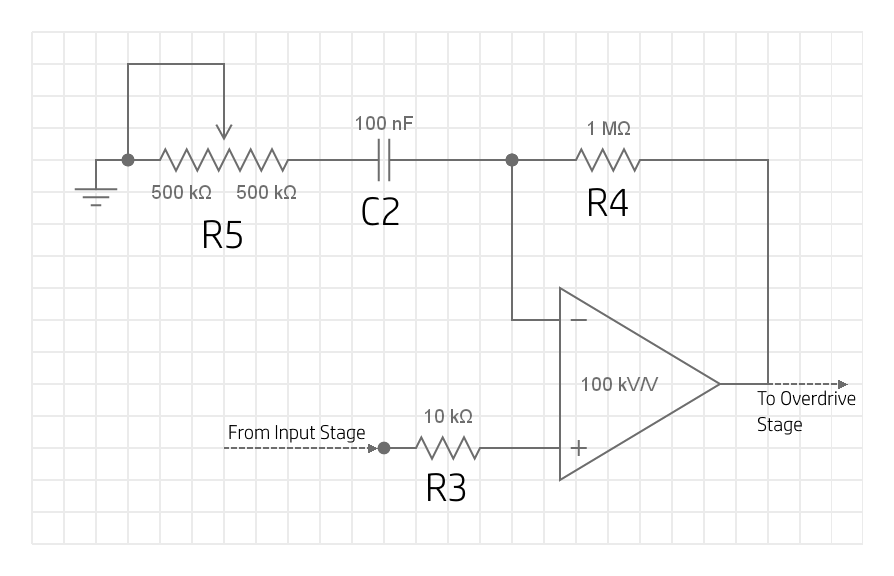 100 nF
1 MΩ
500 kΩ 500 kΩ
R5
C2
R4
100 kV/V
To Overdrive
Stage
10 kΩ
From Input Stage
R3
−
+